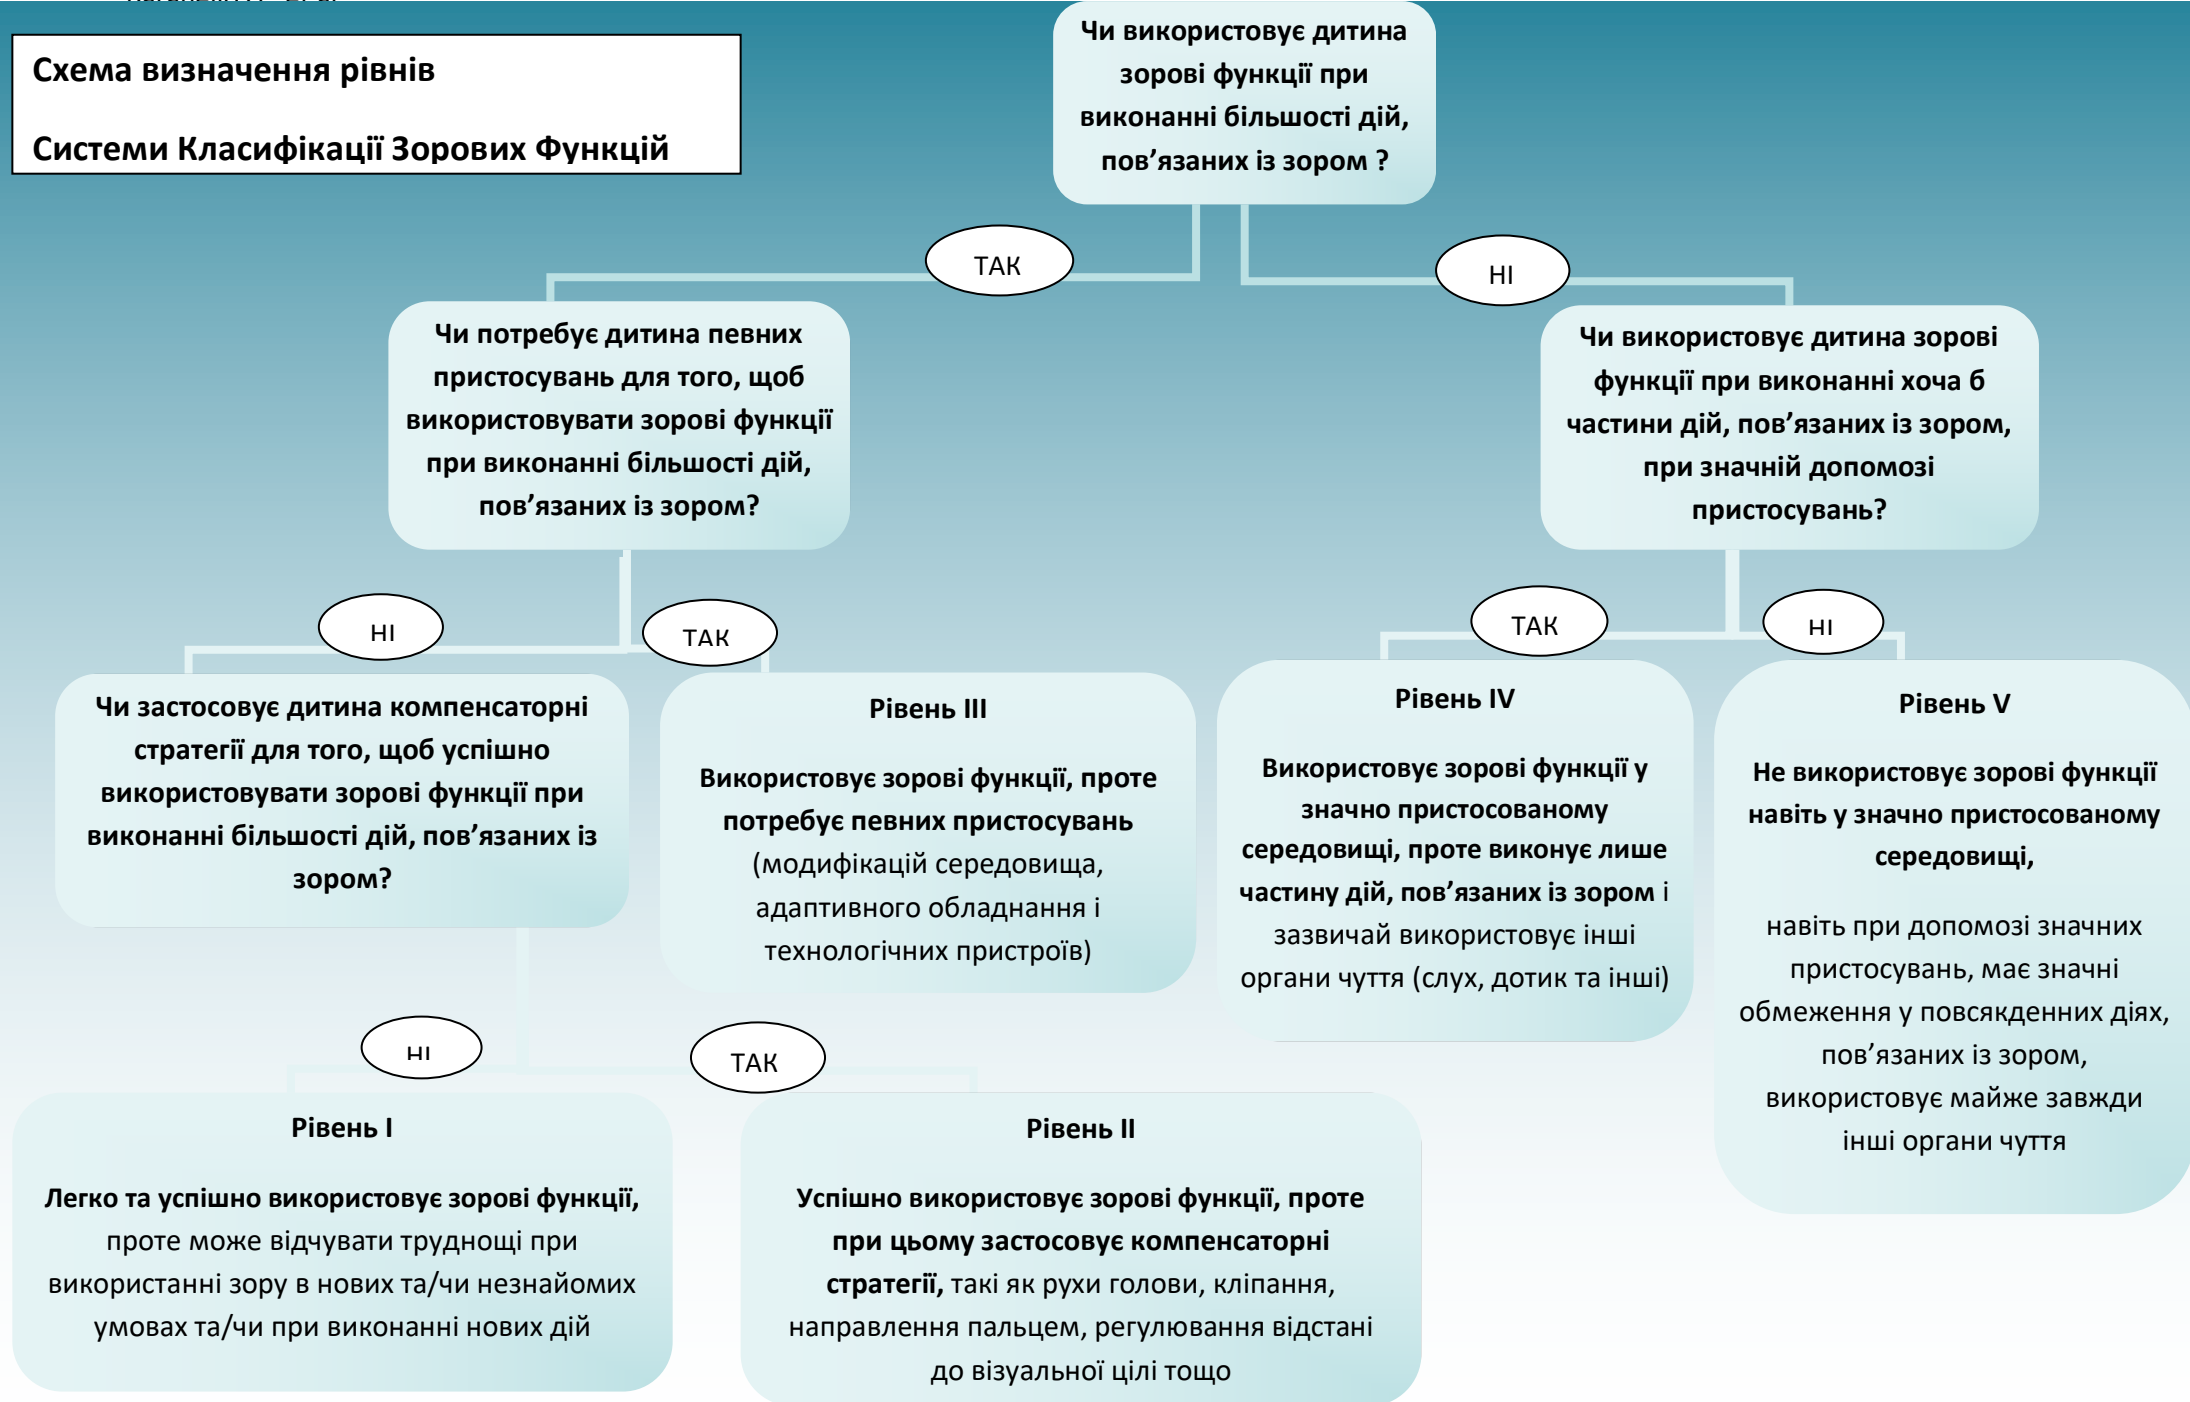 Схема визначення рівнів
Системи Класифікації Зорових Функцій
Чи використовує дитина
зорові функції при
виконанні більшості дій,
пов’язаних із зором ?
ТАК
НІ
Чи потребує дитина певних
пристосувань для того, щоб
використовувати зорові функції
при виконанні більшості дій,
пов’язаних із зором?
Чи використовує дитина зорові
функції при виконанні хоча б
частини дій, пов’язаних із зором,
при значній допомозі
пристосувань?
НІ
ТАК
ТАК
НІ
Чи застосовує дитина компенсаторні
стратегії для того, щоб успішно
використовувати зорові функції при
виконанні більшості дій, пов’язаних із
зором?
Рівень III
Використовує зорові функції, проте
потребує певних пристосувань
(модифікацій середовища,
адаптивного обладнання і
технологічних пристроїв)
Рівень IV
Використовує зорові функції у
значно пристосованому
середовищі, проте виконує лише
частину дій, пов’язаних із зором і
зазвичай використовує інші
органи чуття (слух, дотик та інші)
Рівень V
Не використовує зорові функції
навіть у значно пристосованому
середовищі,
навіть при допомозі значних
пристосувань, має значні
обмеження у повсякденних діях,
пов’язаних із зором,
використовує майже завжди
інші органи чуття
НІ
ТАК
Рівень I
Легко та успішно використовує зорові функції,
проте може відчувати труднощі при
використанні зору в нових та/чи незнайомих
умовах та/чи при виконанні нових дій
Рівень II
Успішно використовує зорові функції, проте
при цьому застосовує компенсаторні
стратегії, такі як рухи голови, кліпання,
направлення пальцем, регулювання відстані
до візуальної цілі тощо